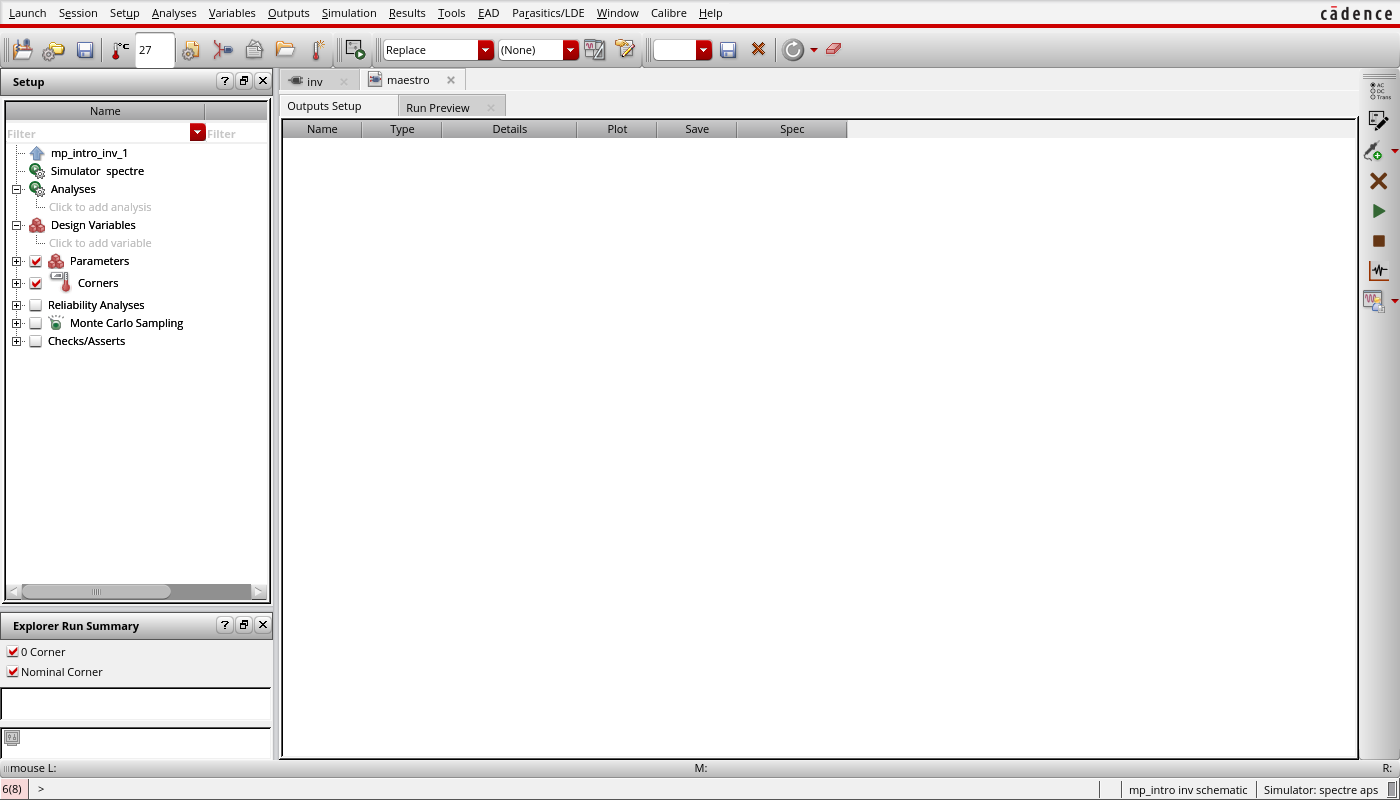 Launch Session Setup Analyses Variables Outputs Simulation Results Tools EAD Parasitics/LDE Window Calibre Help
cādence
°C 27 Replace (None)
Setup
inv maestro
Outputs Setup Run Preview
Name
Name Type Details Plot Save Spec
Filter Filter
mp_intro_inv_1
Simulator spectre
Analyses
Click to add analysis
Design Variables
Click to add variable
Parameters
Corners
Reliability Analyses
Monte Carlo Sampling
Checks/Asserts
AC
DC
Trans
Explorer Run Summary
0 Corner
Nominal Corner
mouse L: M: R:
6(8) > mp_intro inv schematic Simulator: spectre aps